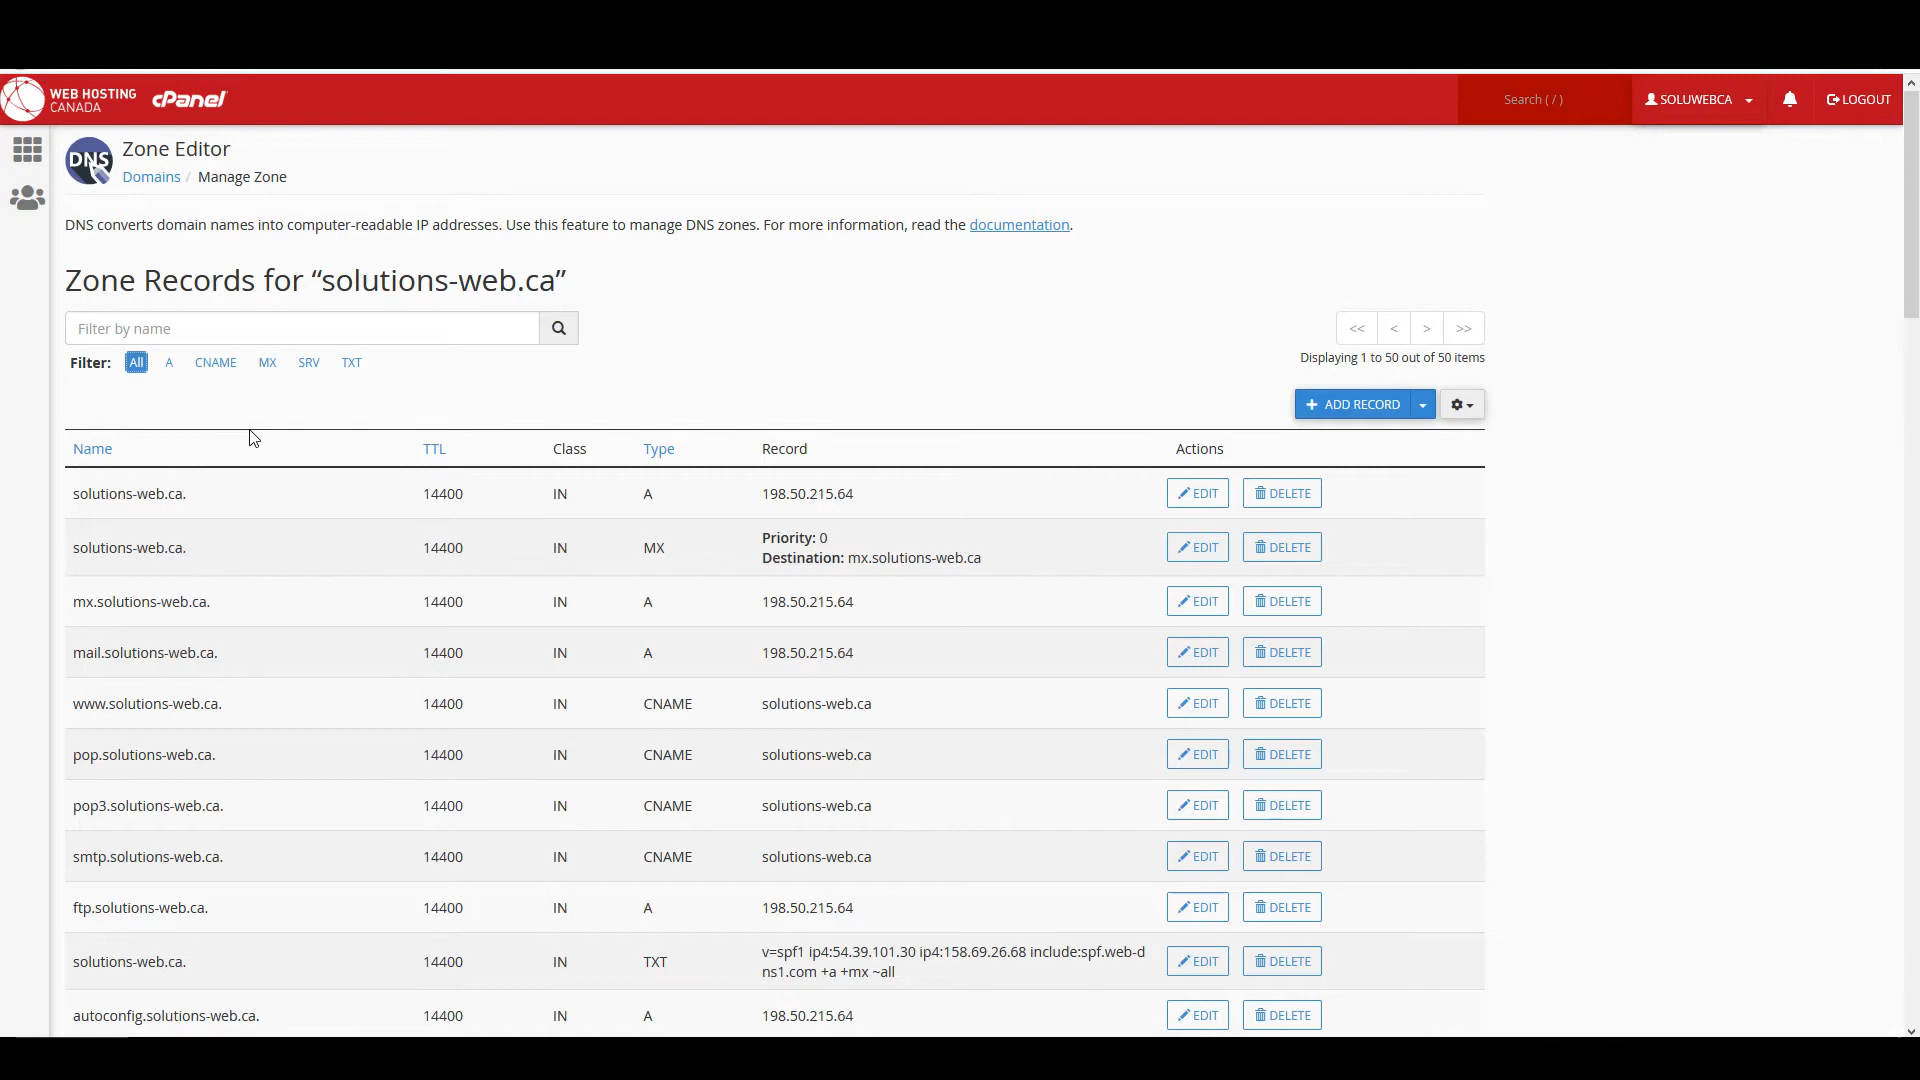 WEB HOSTING
CANADA
cPanel
Search ( / )
SOLUWEBCA
LOGOUT
DNS
Zone Editor
Domains / Manage Zone
DNS converts domain names into computer-readable IP addresses. Use this feature to manage DNS zones. For more information, read the documentation.
Zone Records for “solutions-web.ca”
Filter by name
<< < > >>
Filter: All A CNAME MX SRV TXT
Displaying 1 to 50 out of 50 items
+ ADD RECORD
Name TTL Class Type Record Actions
solutions-web.ca. 14400 IN A 198.50.215.64 EDIT DELETE
solutions-web.ca. 14400 IN MX Priority: 0
Destination: mx.solutions-web.ca EDIT DELETE
mx.solutions-web.ca. 14400 IN A 198.50.215.64 EDIT DELETE
mail.solutions-web.ca. 14400 IN A 198.50.215.64 EDIT DELETE
www.solutions-web.ca. 14400 IN CNAME solutions-web.ca EDIT DELETE
pop.solutions-web.ca. 14400 IN CNAME solutions-web.ca EDIT DELETE
pop3.solutions-web.ca. 14400 IN CNAME solutions-web.ca EDIT DELETE
smtp.solutions-web.ca. 14400 IN CNAME solutions-web.ca EDIT DELETE
ftp.solutions-web.ca. 14400 IN A 198.50.215.64 EDIT DELETE
solutions-web.ca. 14400 IN TXT v=spf1 ip4:54.39.101.30 ip4:158.69.26.68 include:spf.web-d
ns1.com +a +mx ~all EDIT DELETE
autoconfig.solutions-web.ca. 14400 IN A 198.50.215.64 EDIT DELETE